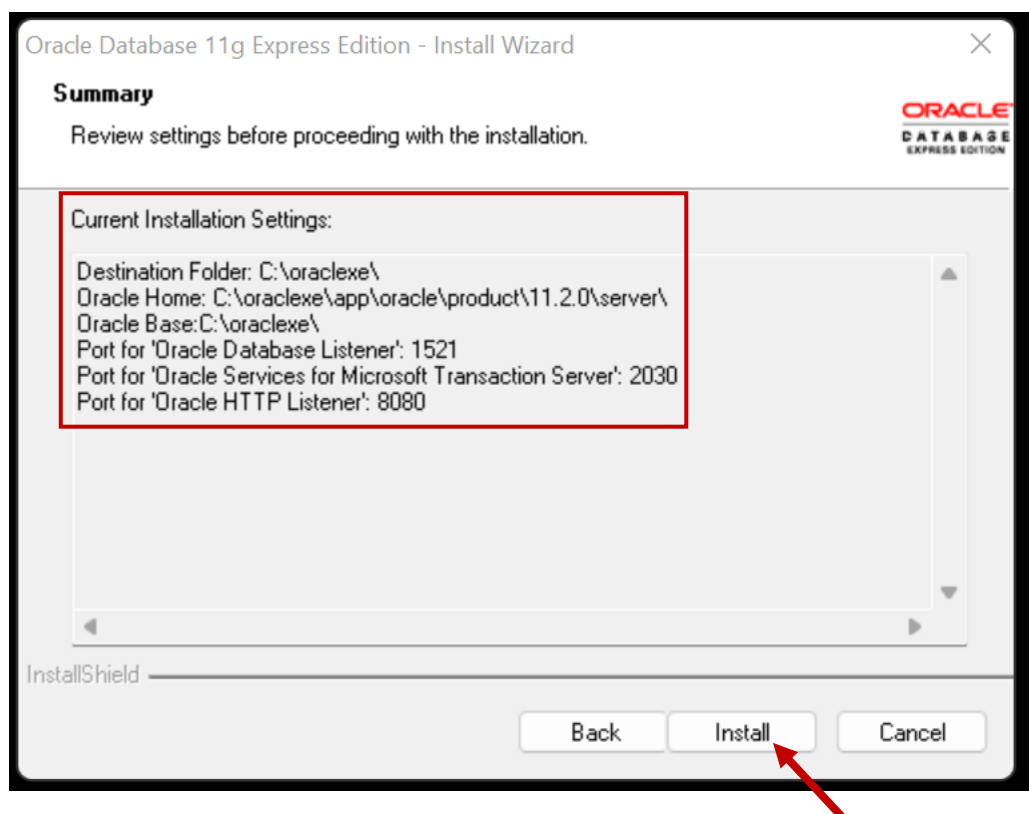 Oracle Database 11g Express Edition - Install Wizard
Summary
Review settings before proceeding with the installation.
ORACLE
DATABASE
EXPRESS EDITION
Current Installation Settings:
Destination Folder: C:\oraclexe\
Oracle Home: C:\oraclexe\app\oracle\product\11.2.0\server\
Oracle Base:C:\oraclexe\
Port for 'Oracle Database Listener': 1521
Port for 'Oracle Services for Microsoft Transaction Server': 2030
Port for 'Oracle HTTP Listener': 8080
InstallShield
Back Install Cancel